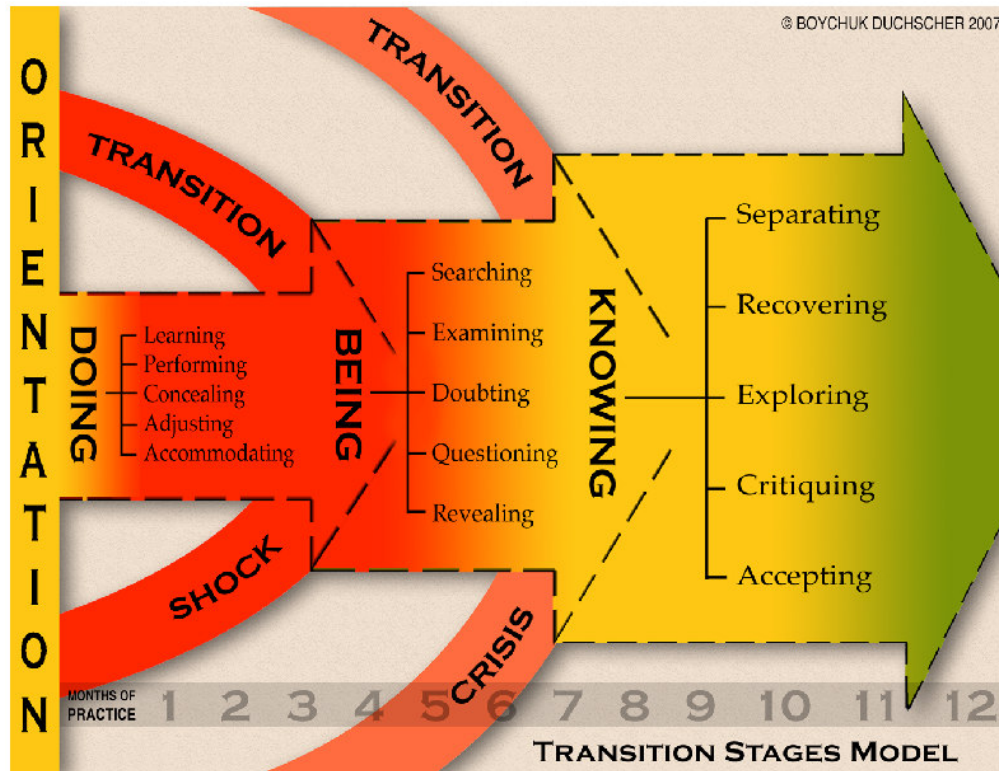 © BOYCHUK DUCHSCHER 2007
ORIENTATION
TRANSITION
TRANSITION
DOING
Learning
Performing
Concealing
Adjusting
Accommodating
BEING
Searching
Examining
Doubting
Questioning
Revealing
KNOWING
Separating
Recovering
Exploring
Critiquing
Accepting
SHOCK
CRISIS
MONTHS OF
PRACTICE
1 2 3 4 5 6 7 8 9 10 11 12
TRANSITION STAGES MODEL